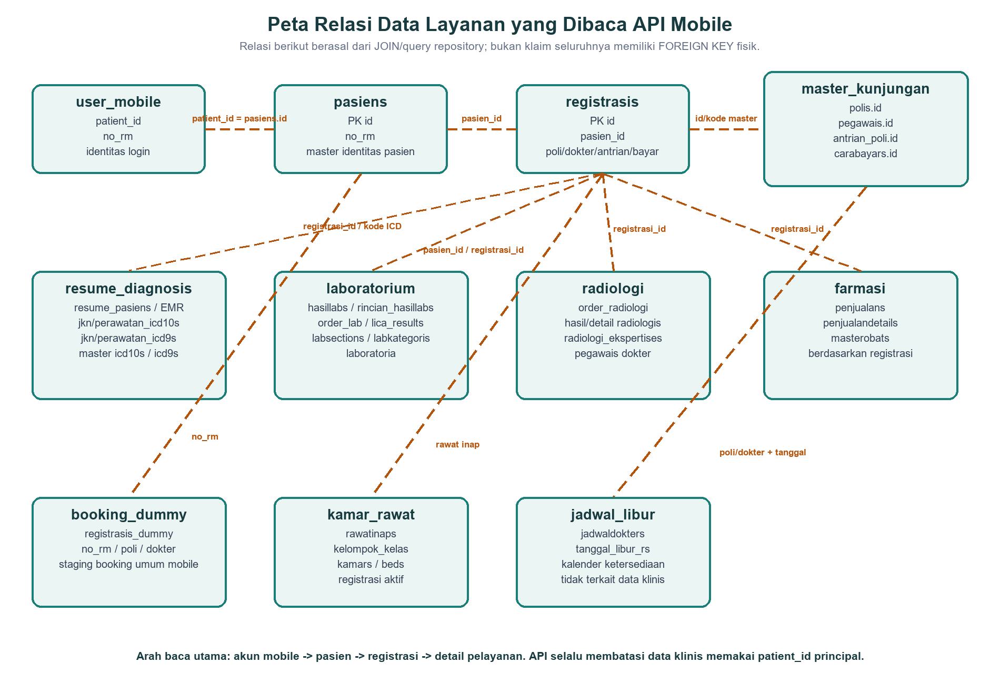 Peta Relasi Data Layanan yang Dibaca API Mobile
Relasi berikut berasal dari JOIN/query repository; bukan klaim seluruhnya memiliki FOREIGN KEY fisik.
user_mobile
patient_id
no_rm
identitas login
patient_id = pasiens.id
pasiens
PK id
no_rm
master identitas pasien
pasien_id
registrasis
PK id
pasien_id
poli/dokter/antrian/bayar
id/kode master
master_kunjungan
polis.id
pegawais.id
antrian_poli.id
carabayars.id
registrasi_id / kode ICD
pasien_id / registrasi_id
registrasi_id
registrasi_id
resume_diagnosis
resume_pasiens / EMR
jkn/perawatan_icd10s
jkn/perawatan_icd9s
master icd10s / icd9s
laboratorium
hasillabs / rincian_hasillabs
order_lab / lica_results
labsections / labkategoris
laboratoria
radiologi
order_radiologi
hasil/detail radiologis
radiologi_ekspertises
pegawais dokter
farmasi
penjualans
penjualandetails
masterobats
berdasarkan registrasi
no_rm
rawat inap
poli/dokter + tanggal
booking_dummy
registrasis_dummy
no_rm / poli / dokter
staging booking umum mobile
kamar_rawat
rawatinaps
kelompok_kelas
kamars / beds
registrasi aktif
jadwal_libur
jadwaldokters
tanggal_libur_rs
kalender ketersediaan
tidak terkait data klinis
Arah baca utama: akun mobile -> pasien -> registrasi -> detail pelayanan. API selalu membatasi data klinis memakai patient_id principal.